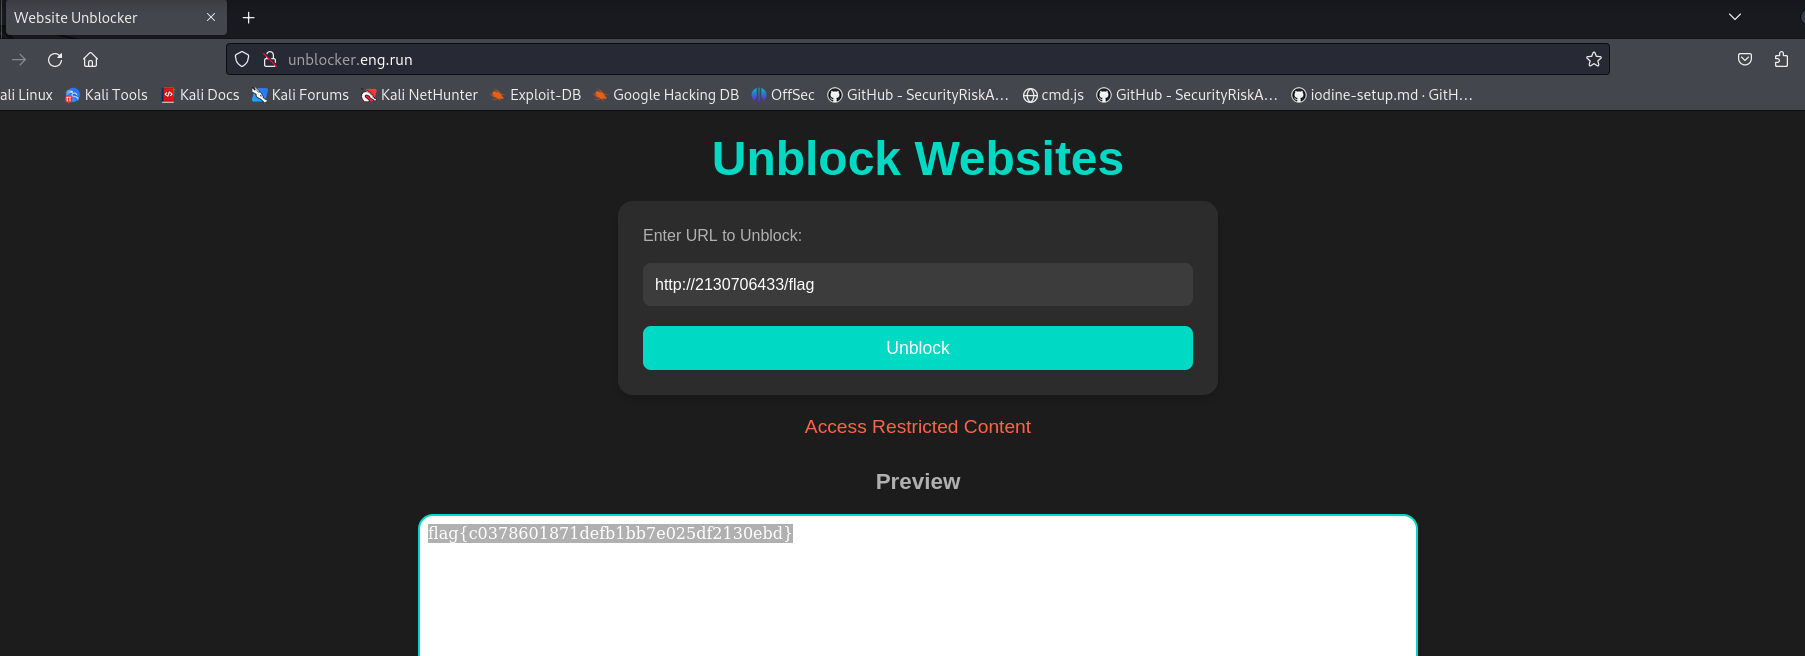 Website Unblocker
unblocker.eng.run
ali Linux Kali Tools Kali Docs Kali Forums Kali NetHunter Exploit-DB Google Hacking DB OffSec GitHub - SecurityRiskA... cmd.js GitHub - SecurityRiskA... iodine-setup.md · GitH...
Unblock Websites
Enter URL to Unblock:
http://2130706433/flag
Unblock
Access Restricted Content
Preview
flag{c0378601871defb1bb7e025df2130ebd}